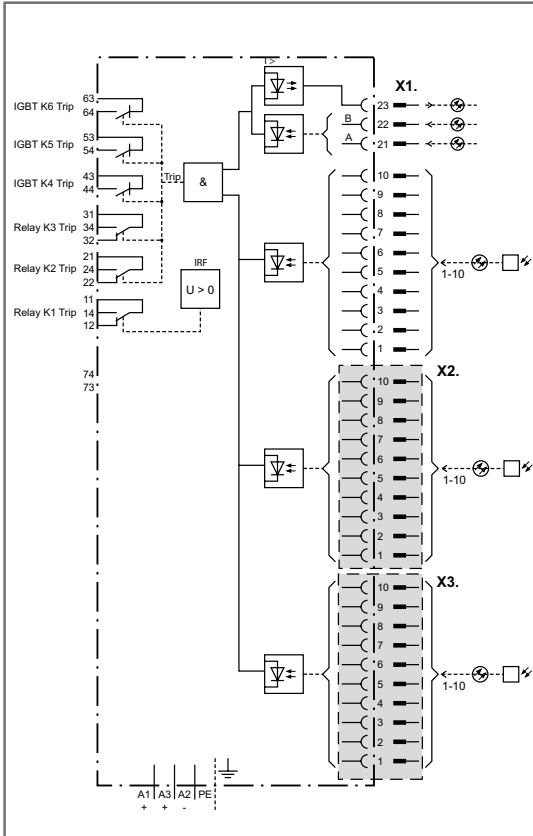 63
IGBT K6 Trip
64
53
IGBT K5 Trip
54
43
IGBT K4 Trip
44
31
Relay K3 Trip 34
32
21
Relay K2 Trip 24
22
11
Relay K1 Trip 14
12
74
73
Trip
&
IRF
U > 0
I>
X1.
23
B 22
A 21
10
9
8
7
6
5
4
3
2
1
1-10
X2.
10
9
8
7
6
5
4
3
2
1
1-10
X3.
10
9
8
7
6
5
4
3
2
1
1-10
A1 A3 A2 PE
+ + -